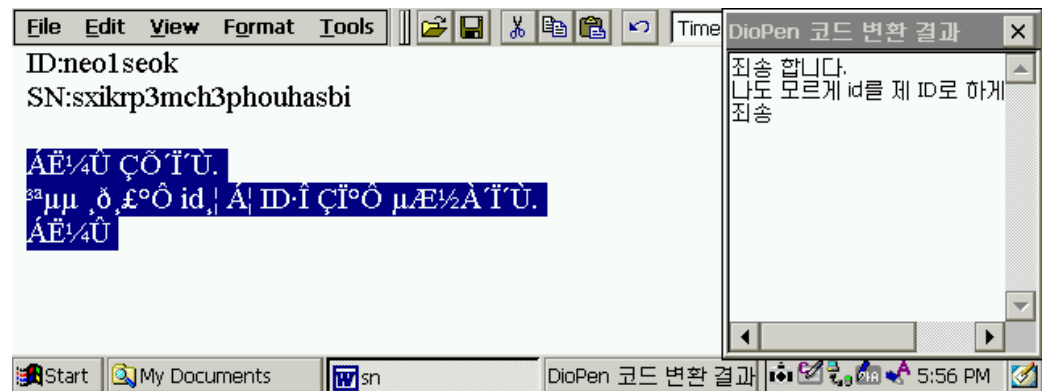 File Edit View Format Tools
Time
DioPen 코드 변환 결과
ID:neo1seok
SN:sxikrp3mch3phouhasbi
ÁË¼Û ÇÕ´Ï´Ù.
³ªµµ ¸ð¸£°Ô id¸¦ Á¦ ID·Î ÇÏ°Ô µÆ½À´Ï´Ù.
ÁË¼Û
죄송 합니다.
나도 모르게 id를 제 ID로 하게
죄송
Start My Documents sn DioPen 코드 변환 결과 5:56 PM